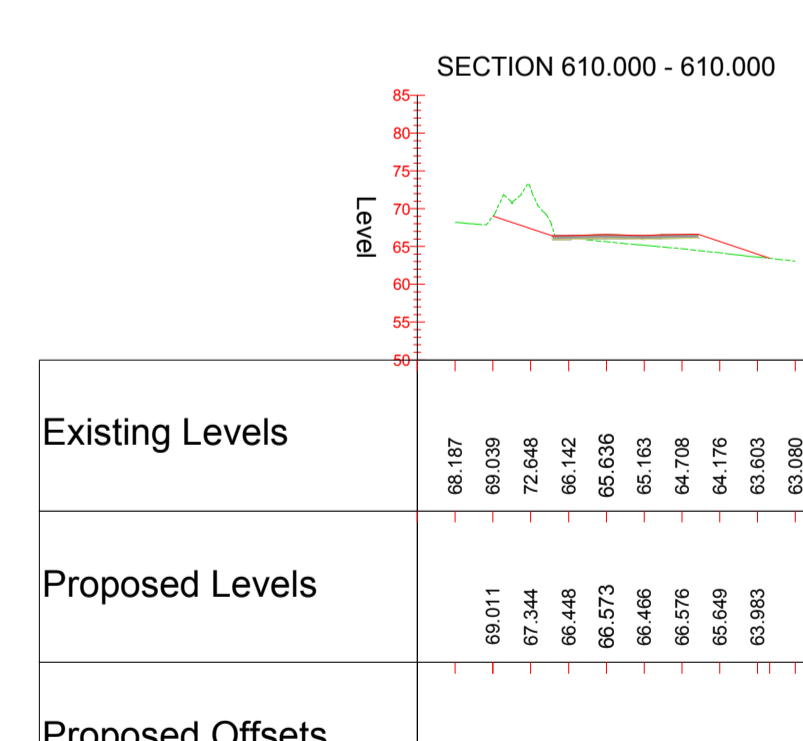 SECTION 610.000 - 610.000
85
80
75
70
65
60
55
50
Level
Existing Levels
68.187 69.039 72.648 66.142 65.636 65.163 64.708 64.176 63.603 63.080
Proposed Levels
69.011 67.344 66.448 66.573 66.466 66.576 65.649 63.983
Proposed Offsets